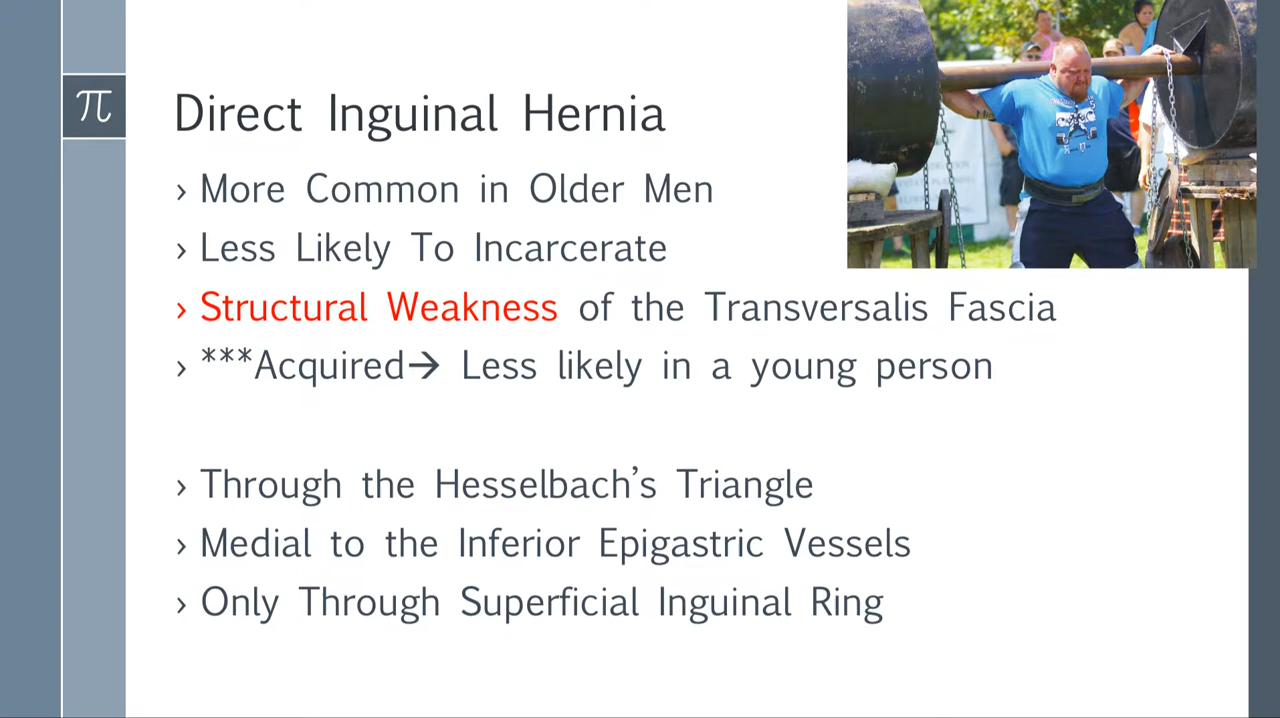 π
Direct Inguinal Hernia
› More Common in Older Men
› Less Likely To Incarcerate
› Structural Weakness of the Transversalis Fascia
› ***Acquired→ Less likely in a young person
› Through the Hesselbach’s Triangle
› Medial to the Inferior Epigastric Vessels
› Only Through Superficial Inguinal Ring